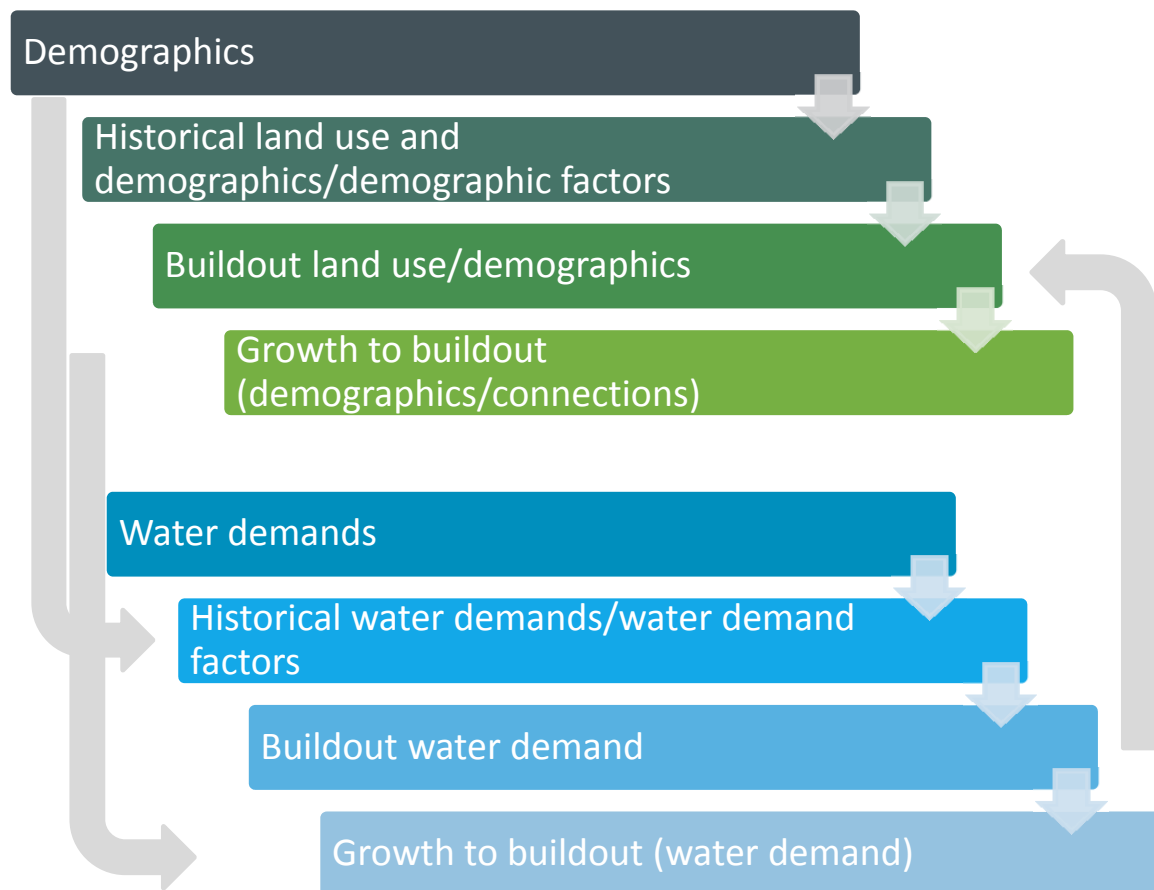 Demographics
Historical land use and
demographics/demographic factors
Buildout land use/demographics
Growth to buildout
(demographics/connections)
Water demands
Historical water demands/water demand
factors
Buildout water demand
Growth to buildout (water demand)